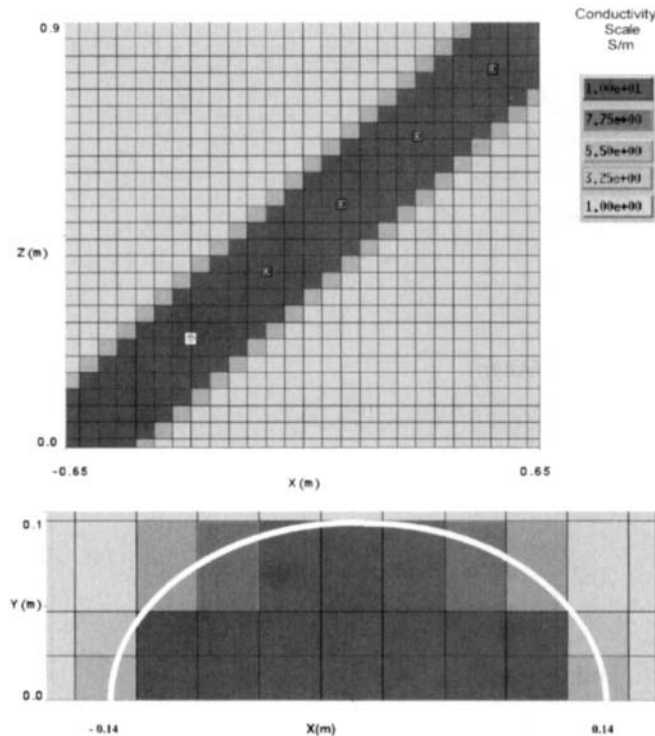 Conductivity
Scale
S/m
0.9
1.00e+01
7.75e+00
5.50e+00
3.25e+00
1.00e+00
Z(m)
0.0
-0.65
0.65
X(m)
0.1
Y(m)
0.0
-0.14
X(m)
0.14